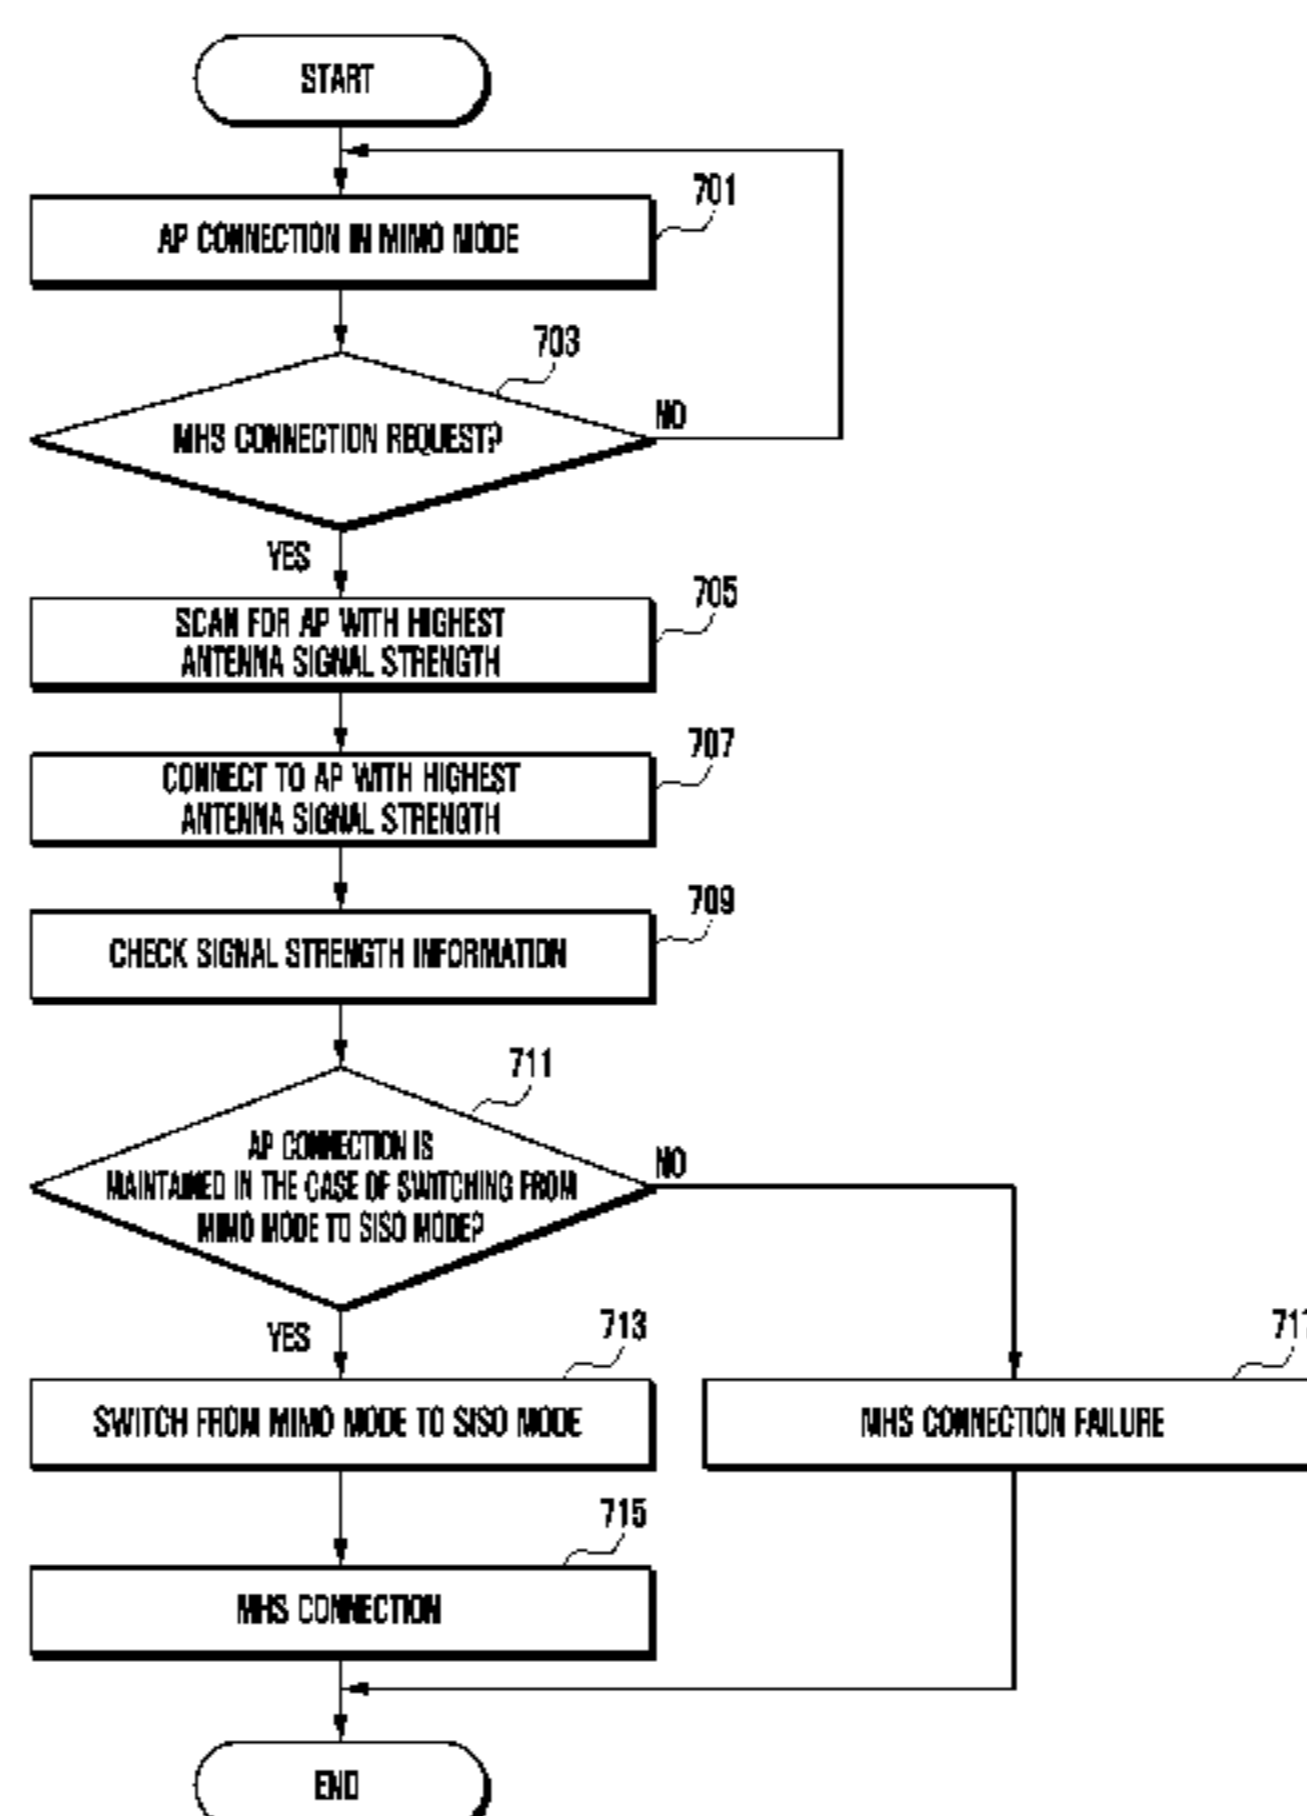 START
701
AP CONNECTION IN MIMO MODE
703
MHS CONNECTION REQUEST?
NO
YES
705
SCAN FOR AP WITH HIGHEST
ANTENNA SIGNAL STRENGTH
707
CONNECT TO AP WITH HIGHEST
ANTENNA SIGNAL STRENGTH
709
CHECK SIGNAL STRENGTH INFORMATION
711
AP CONNECTION IS
MAINTAINED IN THE CASE OF SWITCHING FROM
MIMO MODE TO SISO MODE?
NO
YES
713
SWITCH FROM MIMO MODE TO SISO MODE
717
MHS CONNECTION FAILURE
715
MHS CONNECTION
END